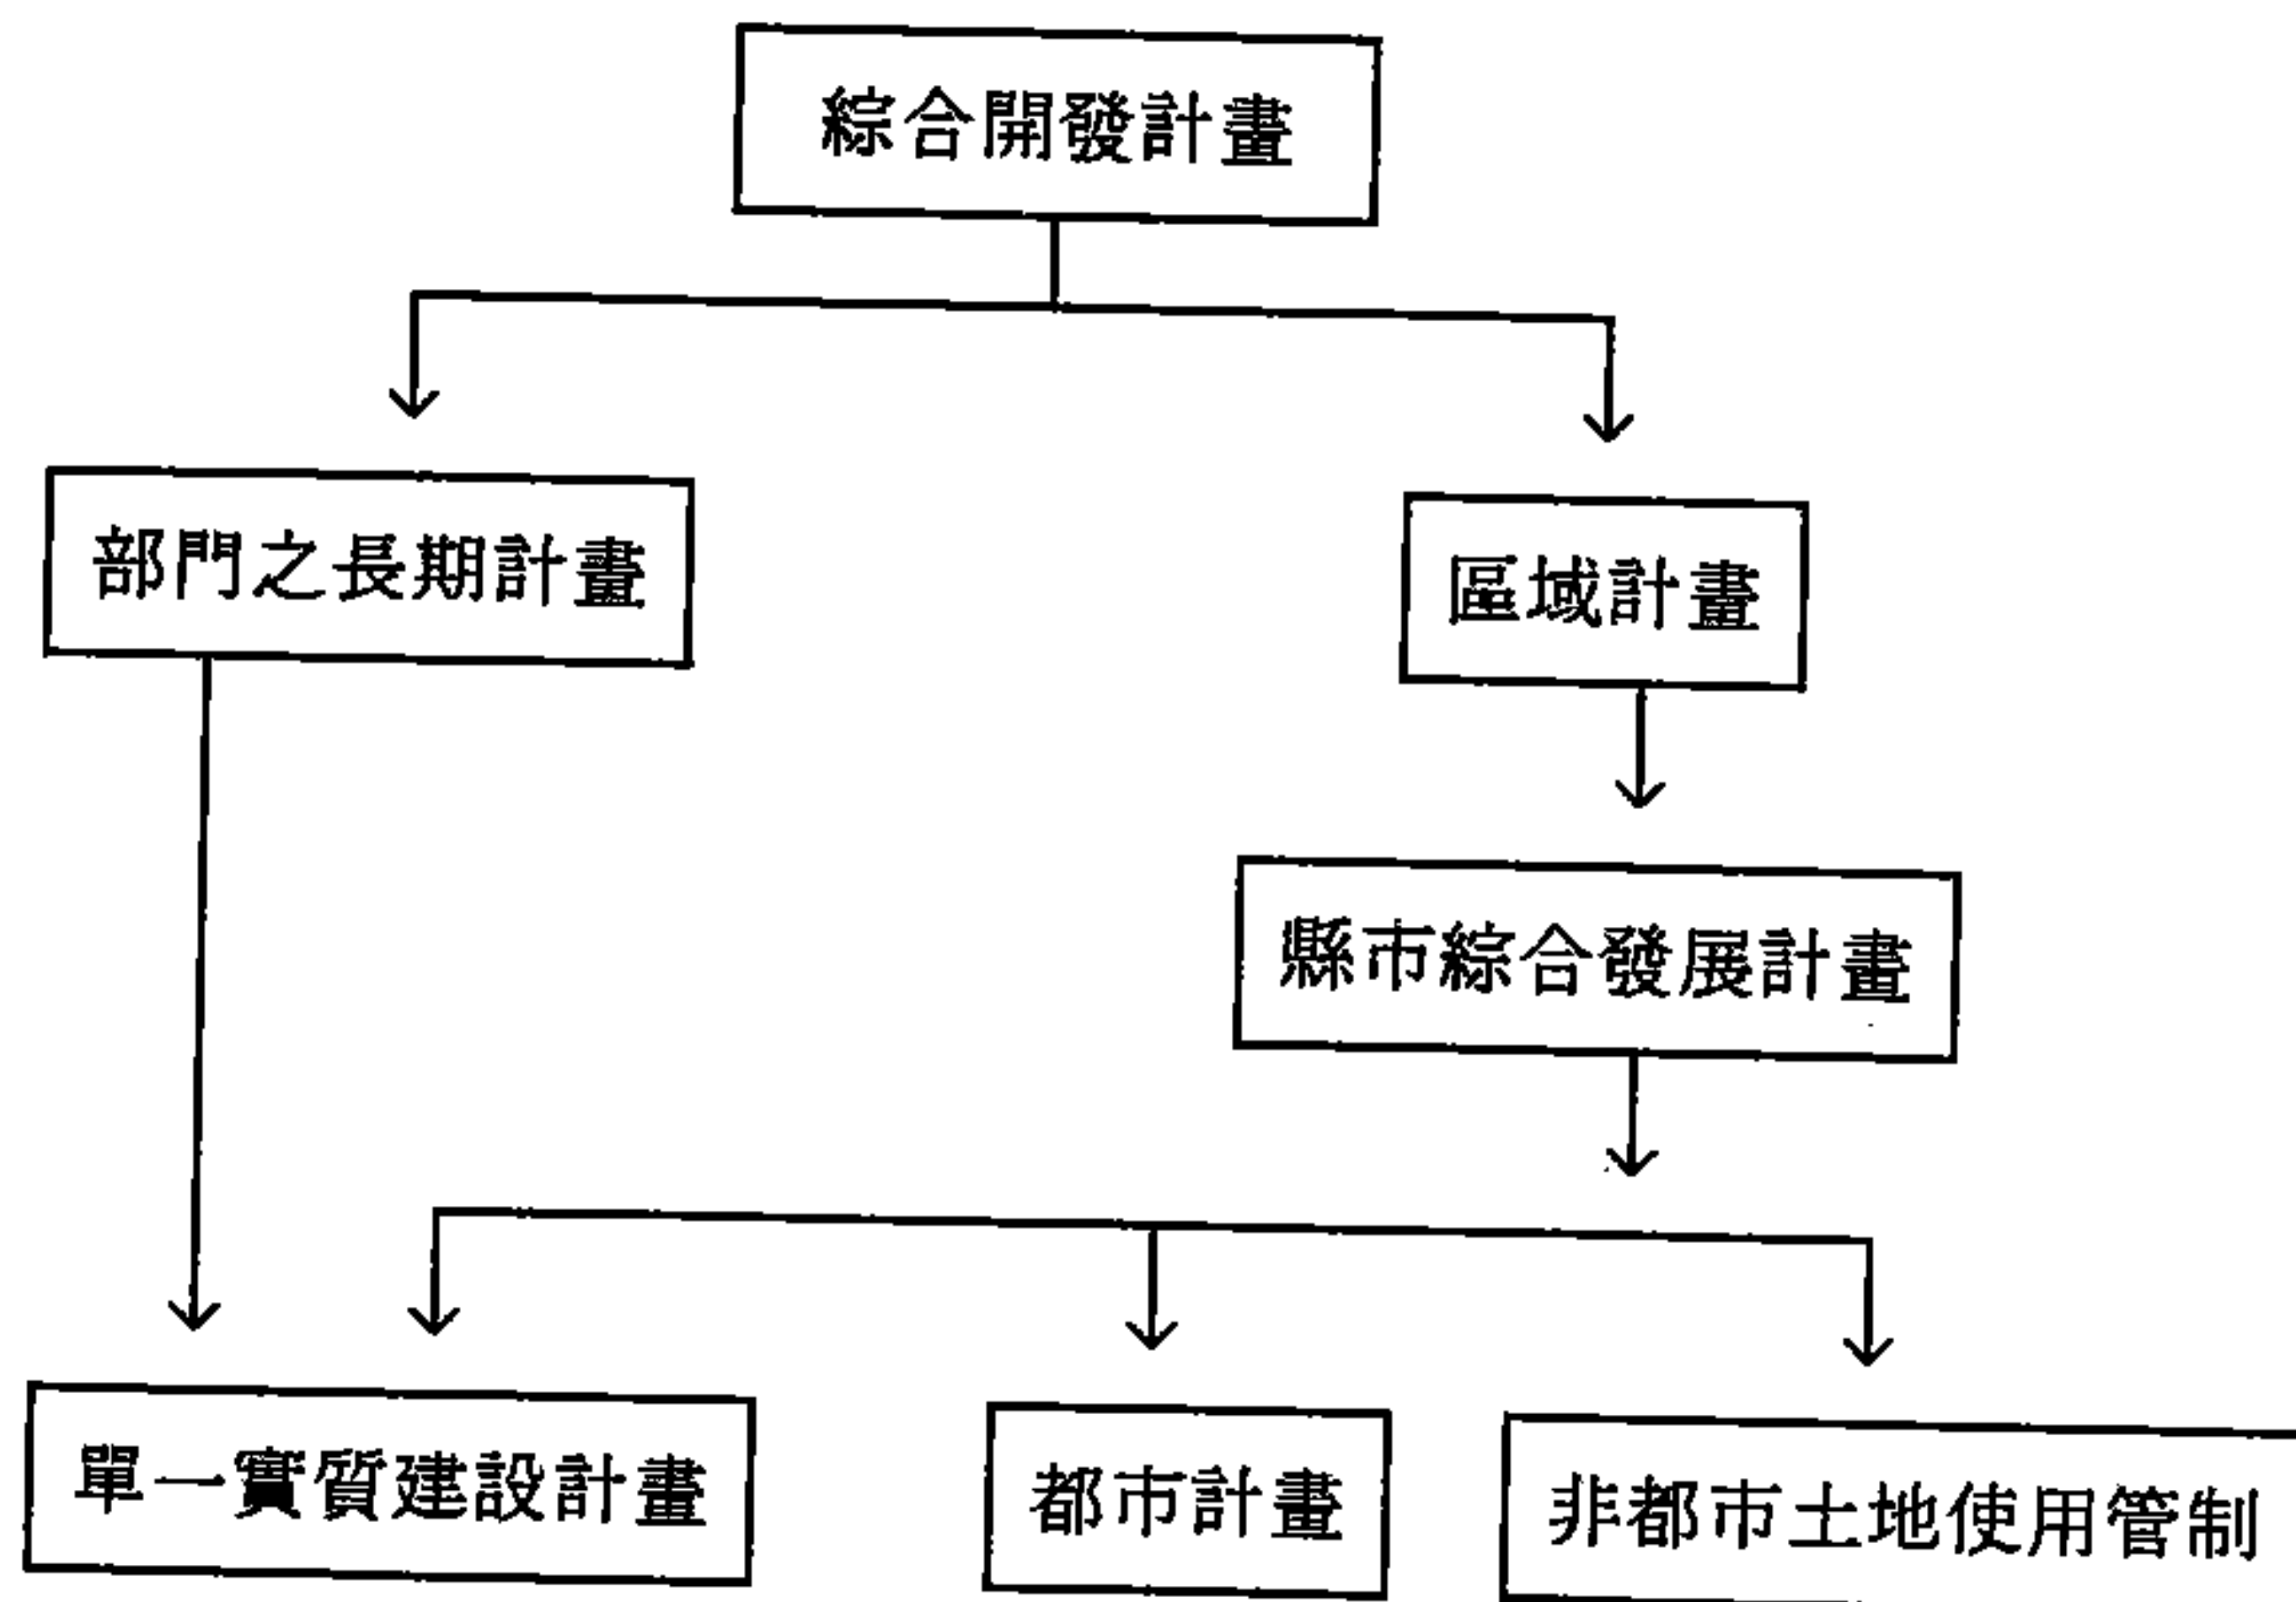 綜合開發計畫
部門之長期計畫
區域計畫
縣市綜合發展計畫
單一實質建設計畫
都市計畫
非都市土地使用管制